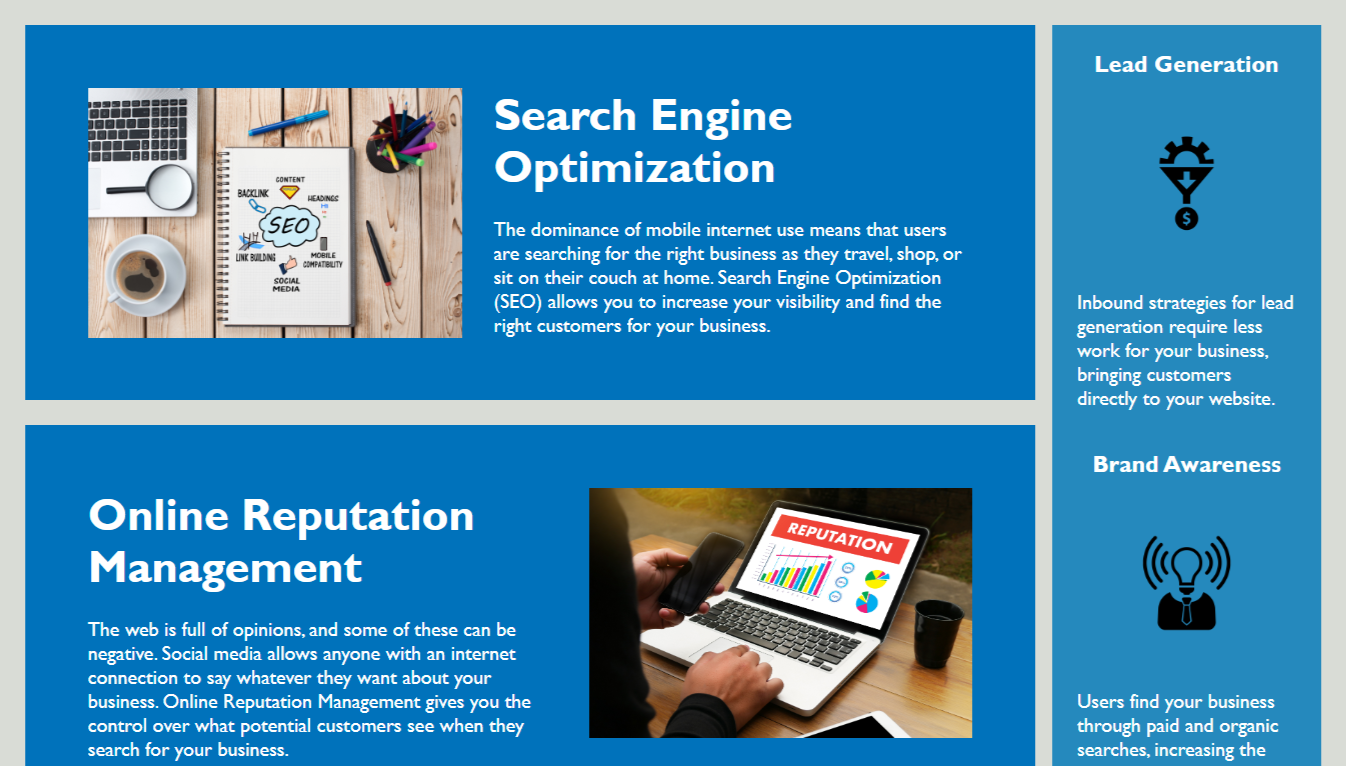 Search Engine
Optimization
The dominance of mobile internet use means that users
are searching for the right business as they travel, shop, or
sit on their couch at home. Search Engine Optimization
(SEO) allows you to increase your visibility and find the
right customers for your business.
CONTENT
BACKLINK
HEADINGS
SEO
LINK BUILDING
MOBILE
COMPATIBILITY
SOCIAL
MEDIA
Online Reputation
Management
The web is full of opinions, and some of these can be
negative. Social media allows anyone with an internet
connection to say whatever they want about your
business. Online Reputation Management gives you the
control over what potential customers see when they
search for your business.
REPUTATION
Lead Generation
$
Inbound strategies for lead
generation require less
work for your business,
bringing customers
directly to your website.
Brand Awareness
Users find your business
through paid and organic
searches, increasing the